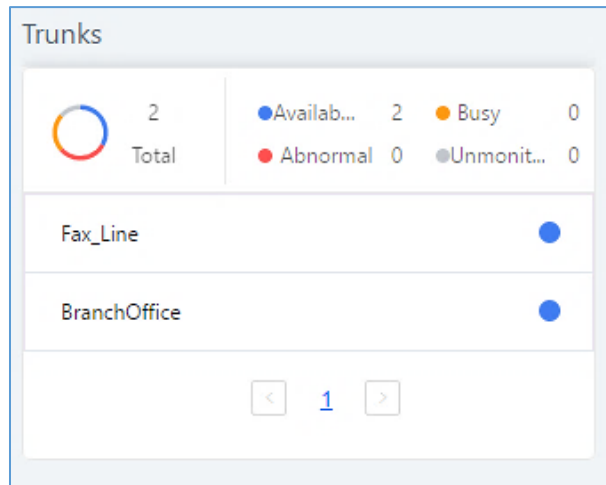 Trunks
2
Total
Availab... 2
Busy 0
Abnormal 0
Unmonit... 0
Fax_Line
BranchOffice
< 1 >